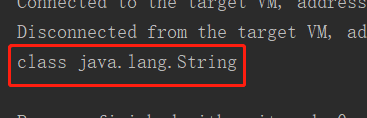 Connected to the target VM, address
Disconnected from the target VM, ad
class java.lang.String